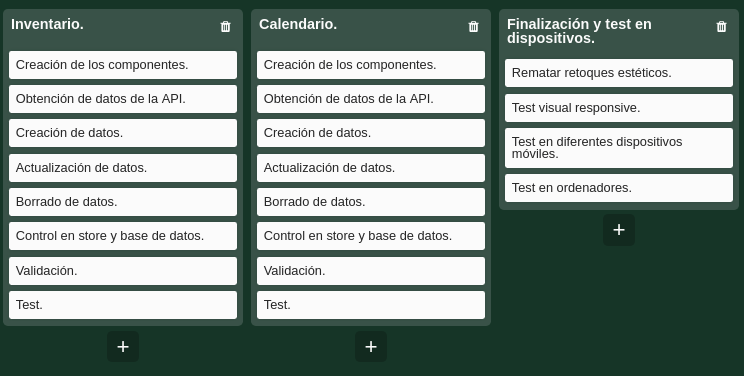 Inventario.
Creación de los componentes.
Obtención de datos de la API.
Creación de datos.
Actualización de datos.
Borrado de datos.
Control en store y base de datos.
Validación.
Test.
+
Calendario.
Creación de los componentes.
Obtención de datos de la API.
Creación de datos.
Actualización de datos.
Borrado de datos.
Control en store y base de datos.
Validación.
Test.
+
Finalización y test en
dispositivos.
Rematar retoques estéticos.
Test visual responsive.
Test en diferentes dispositivos
móviles.
Test en ordenadores.
+